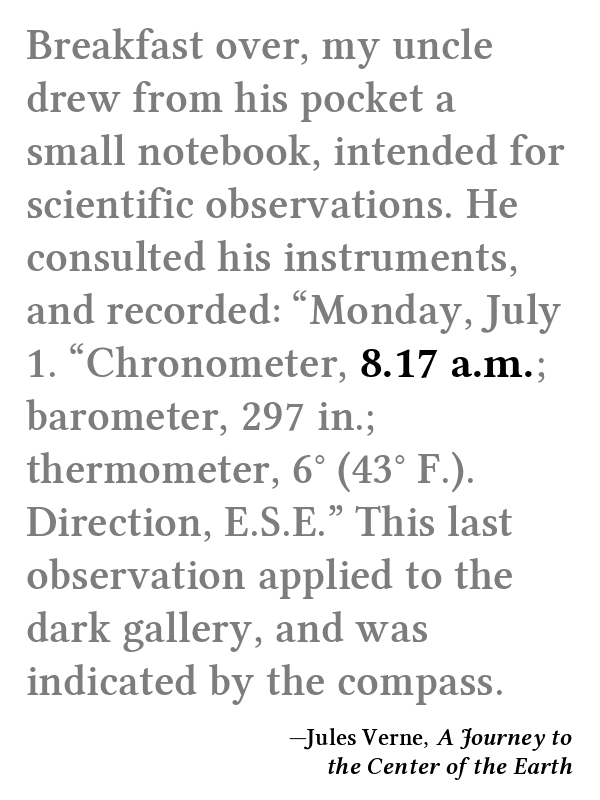 Breakfast over, my uncle
drew from his pocket a
small notebook, intended for
scientific observations. He
consulted his instruments,
and recorded: “Monday, July
1. “Chronometer, 8.17 a.m.;
barometer, 297 in.;
thermometer, 6° (43° F.).
Direction, E.S.E.” This last
observation applied to the
dark gallery, and was
indicated by the compass.
—Jules Verne, A Journey to
the Center of the Earth